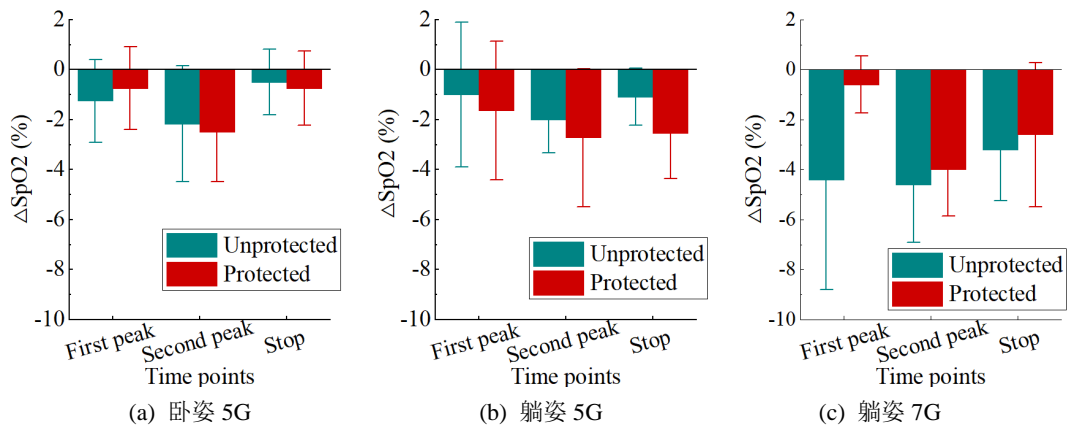 2
0
-2
-4
-6
-8
-10
△SpO2 (%)
Unprotected
Protected
First peak
Second peak
Stop
Time points
(a) 卧姿 5G
2
0
-2
-4
-6
-8
-10
△SpO2 (%)
Unprotected
Protected
First peak
Second peak
Stop
Time points
(b) 躺姿 5G
2
0
-2
-4
-6
-8
-10
△SpO2 (%)
Unprotected
Protected
First peak
Second peak
Stop
Time points
(c) 躺姿 7G